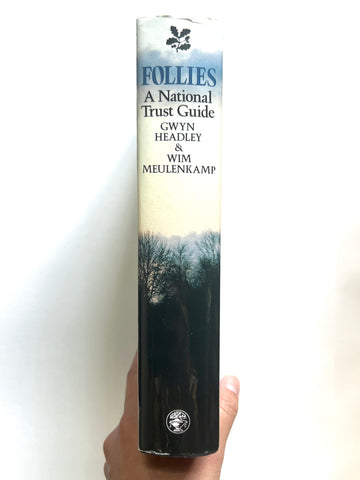 FOLLIES
A National
Trust Guide
GWYN
HEADLEY
&
WIM
MEULENKAMP